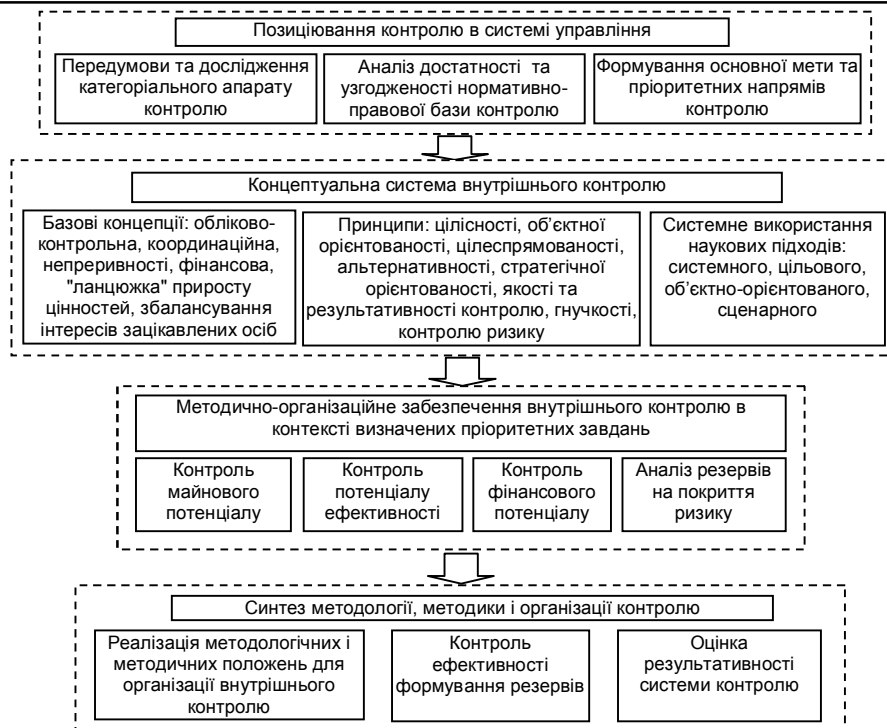 Позиціювання контролю в системі управління
Передумови та дослідження
категоріального апарату
контролю
Аналіз достатності та
узгодженості нормативно-
правової бази контролю
Формування основної мети та
пріоритетних напрямів
контролю
Концептуальна система внутрішнього контролю
Базові концепції: обліково-
контрольна, координаційна,
непреривності, фінансова,
"ланцюжка" приросту
цінностей, збалансування
інтересів зацікавлених осіб
Принципи: цілісності, об’єктної
орієнтованості, цілеспрямованості,
альтернативності, стратегічної
орієнтованості, якості та
результативності контролю, гнучкості,
контролю ризику
Системне використання
наукових підходів:
системного, цільового,
об’єктно-орієнтованого,
сценарного
Методично-організаційне забезпечення внутрішнього контролю в
контексті визначених пріоритетних завдань
Контроль
майнового
потенціалу
Контроль
потенціалу
ефективності
Контроль
фінансового
потенціалу
Аналіз резервів
на покриття
ризику
Синтез методології, методики і організації контролю
Реалізація методологічних і
методичних положень для
організації внутрішнього
контролю
Контроль
ефективності
формування резервів
Оцінка
результативності
системи контролю